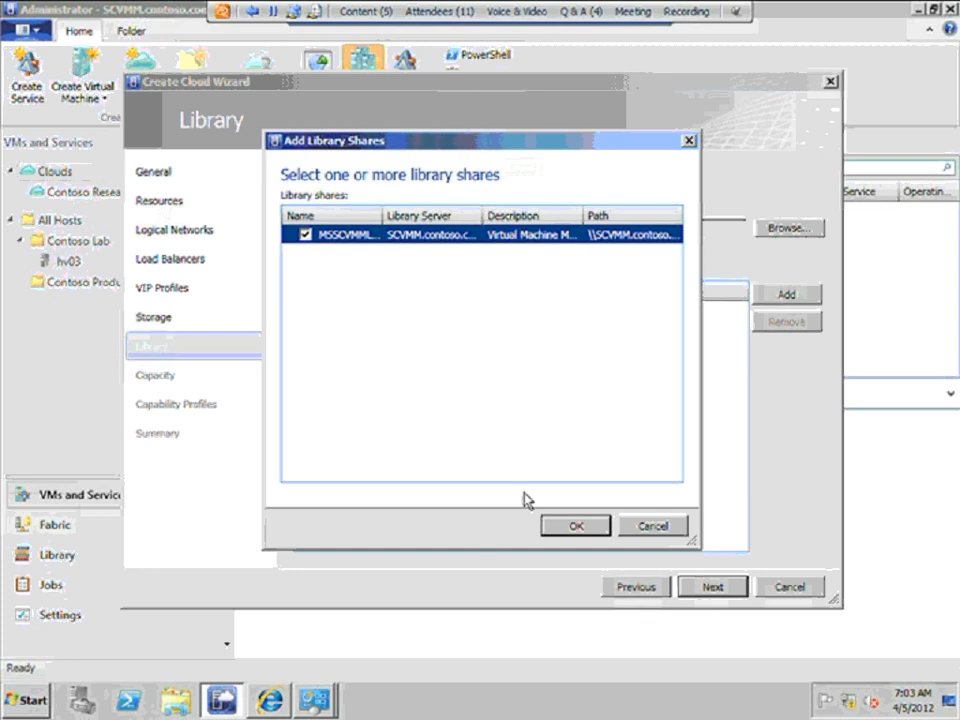 Administrator - SCVMM.contoso.com
Content (5) Attendees (11) Voice & Video Q & A (4) Meeting Recording
Home Folder
PowerShell
Create Service
Create Virtual Machine
Crea
Create Cloud Wizard
Library
VMs and Services
Clouds
Contoso Resea
All Hosts
Contoso Lab
hv03
Contoso Produ
General
Resources
Logical Networks
Load Balancers
VIP Profiles
Storage
Library
Capacity
Capability Profiles
Summary
Add Library Shares
Select one or more library shares
Library shares:
Name Library Server Description Path
MSSCVMML... SCVMM.contoso.c... Virtual Machine M... \\SCVMM.contoso....
OK Cancel
Service Operatin...
Browse...
Add
Remove
Previous Next Cancel
VMs and Service
Fabric
Library
Jobs
Settings
Ready
Start
7:03 AM
4/5/2012